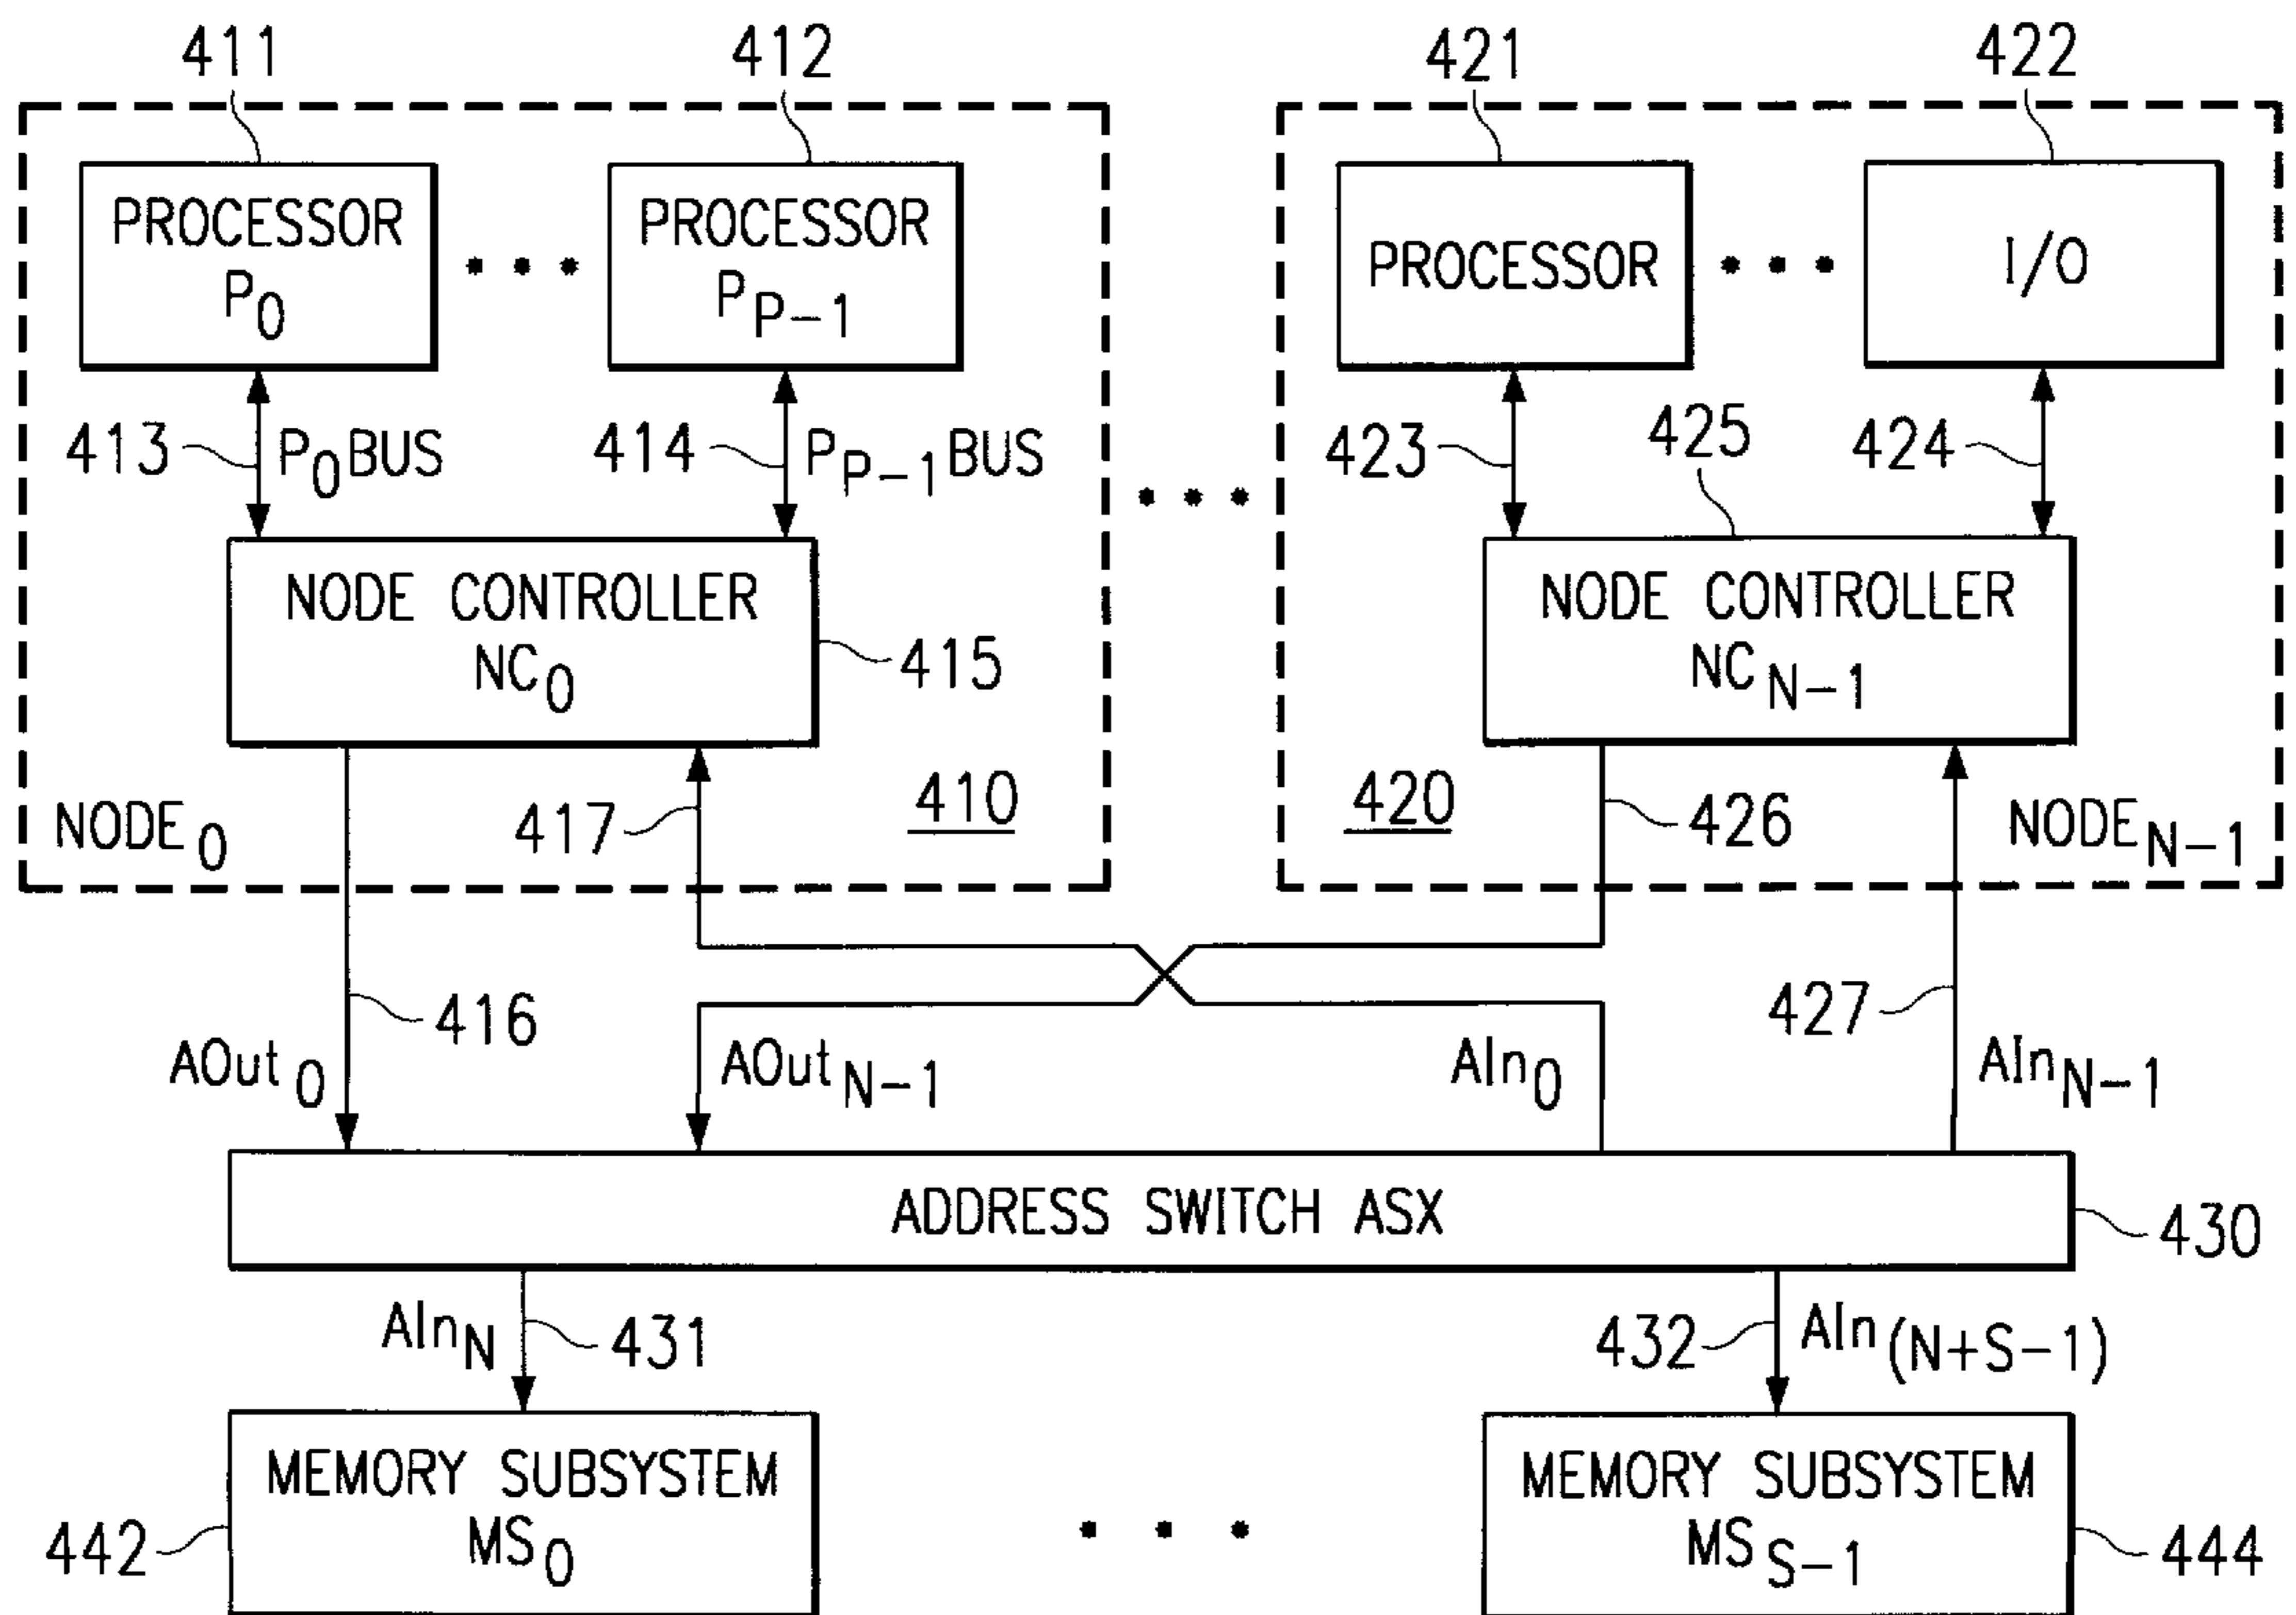 411
412
421
422
PROCESSOR
P0
PROCESSOR
PP-1
PROCESSOR
I/O
413
P0BUS
414
PP-1BUS
423
425
424
NODE CONTROLLER
NC0
415
NODE CONTROLLER
NCN-1
NODE0
417
410
420
426
NODEN-1
416
427
AOut0
AOutN-1
AIn0
AInN-1
ADDRESS SWITCH ASX
430
AInN
431
432
AIn(N+S-1)
MEMORY SUBSYSTEM
MS0
442
MEMORY SUBSYSTEM
MSS-1
444